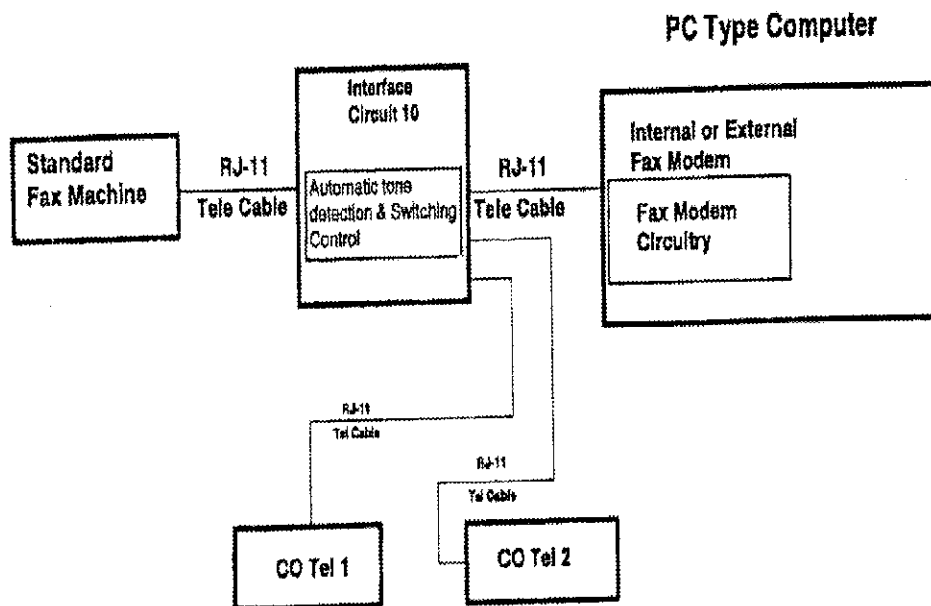 PC Type Computer
Interface
Circuit 10
Standard
Fax Machine
RJ-11
Tele Cable
Automatic tone
detection & Switching
Control
RJ-11
Tele Cable
Internal or External
Fax Modem
Fax Modem
Circuitry
RJ-11
Tel Cable
RJ-11
Tel Cable
CO Tel 1
CO Tel 2